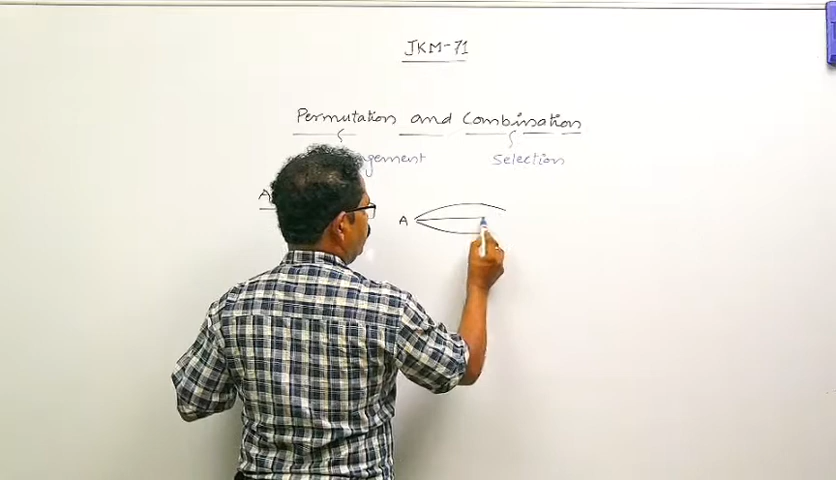 JKM-71
Permutation and Combination
gement Selection
A
A